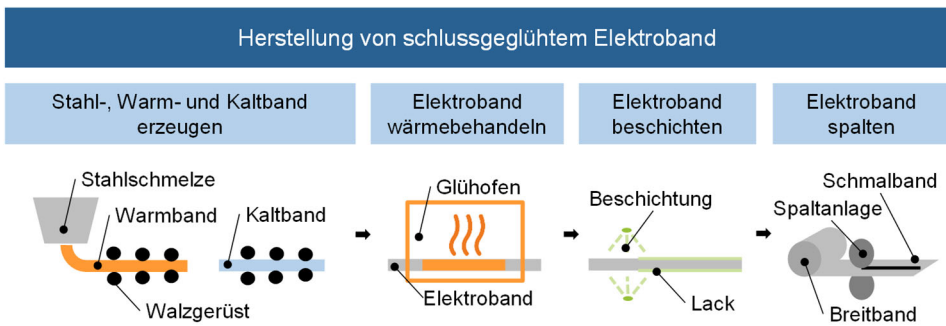 Herstellung von schlussgeglühtem Elektroband
Stahl-, Warm- und Kaltband
erzeugen
Elektroband
wärmebehandeln
Elektroband
beschichten
Elektroband
spalten
Stahlschmelze
Warmband
Kaltband
Walzgerüst
Glühofen
Elektroband
Beschichtung
Lack
Schmalband
Spaltanlage
Breitband